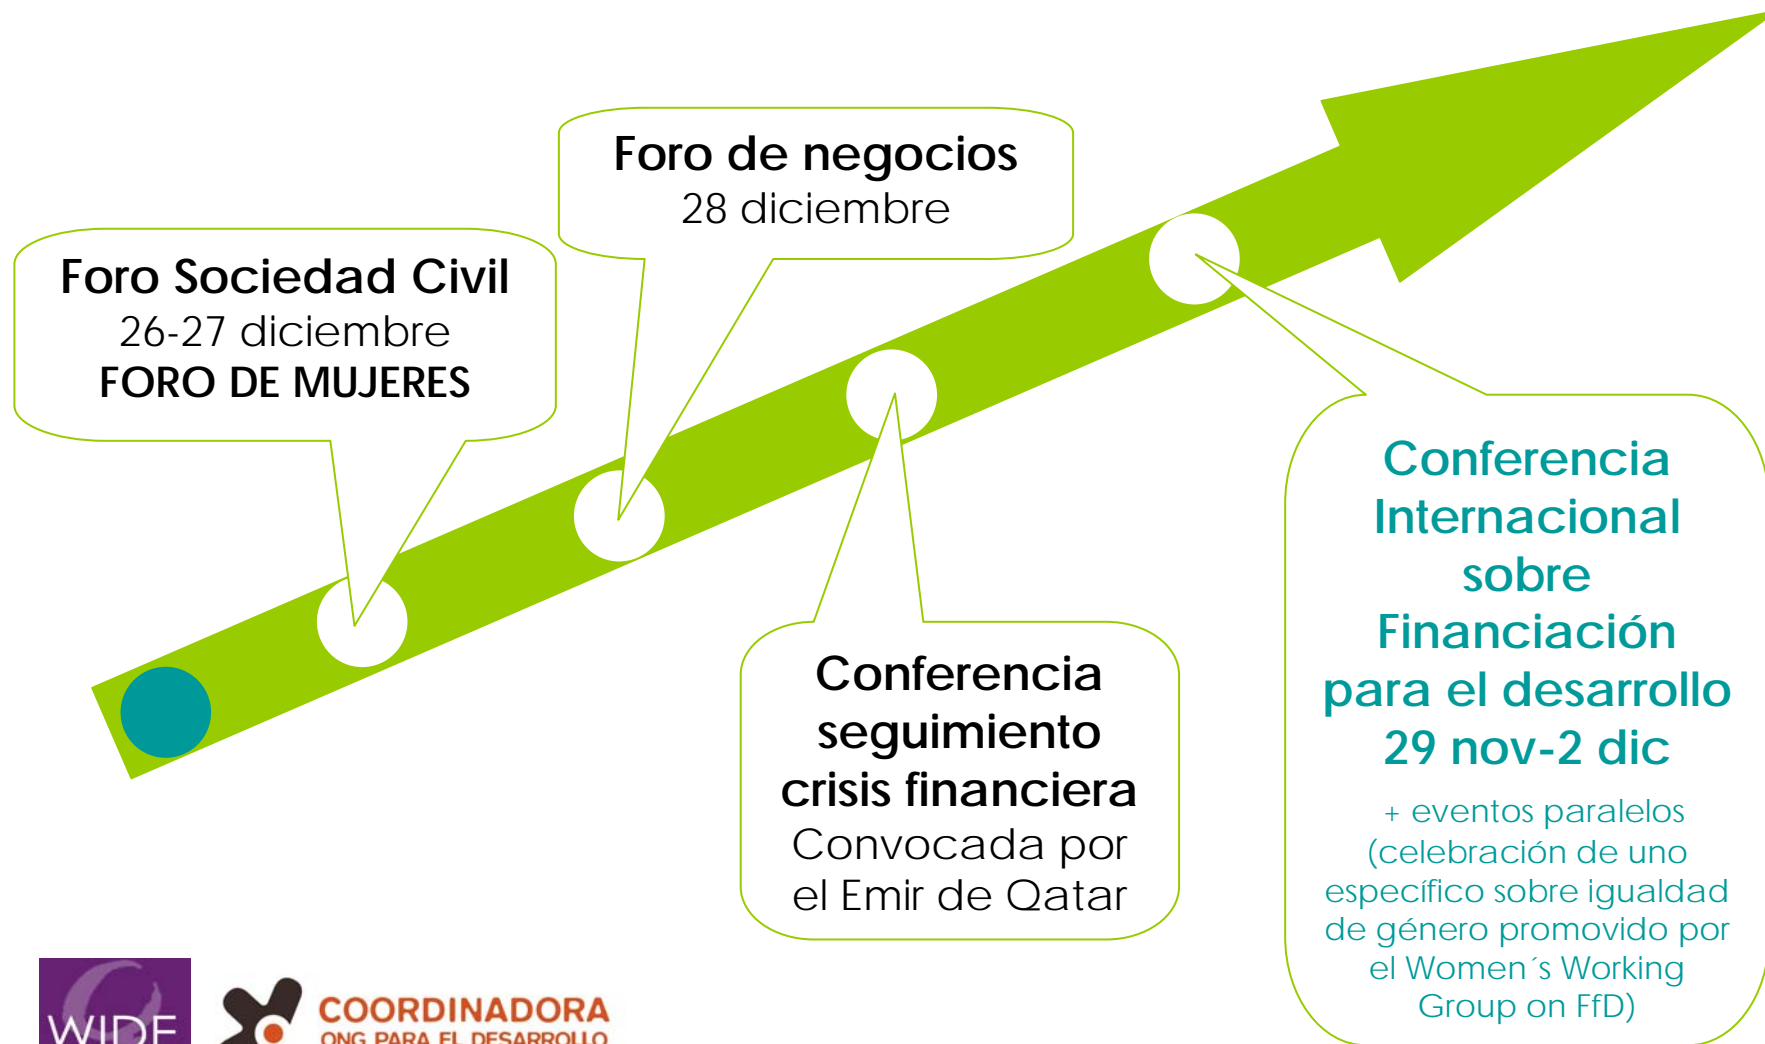 Foro de negocios
28 diciembre
Foro Sociedad Civil
26-27 diciembre
FORO DE MUJERES
Conferencia
Internacional
sobre
Financiación
para el desarrollo
29 nov-2 dic
+ eventos paralelos
(celebración de uno
específico sobre igualdad
de género promovido por
el Women´s Working
Group on FfD)
Conferencia
seguimiento
crisis financiera
Convocada por
el Emir de Qatar
WIDE
COORDINADORA
ONG PARA EL DESARROLLO